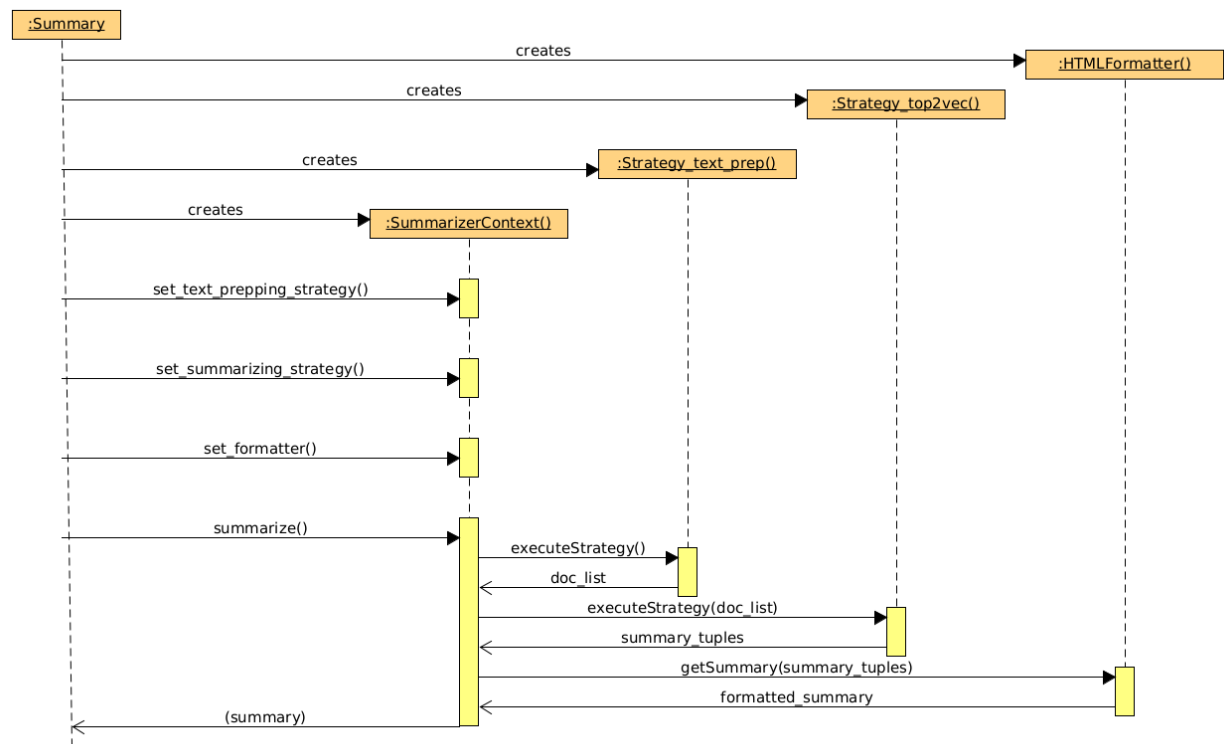 :Summary
creates
:HTMLFormatter()
creates
:Strategy_top2vec()
creates
:Strategy_text_prep()
creates
:SummarizerContext()
set_text_prepping_strategy()
set_summarizing_strategy()
set_formatter()
summarize()
executeStrategy()
doc_list
executeStrategy(doc_list)
summary_tuples
getSummary(summary_tuples)
formatted_summary
(summary)